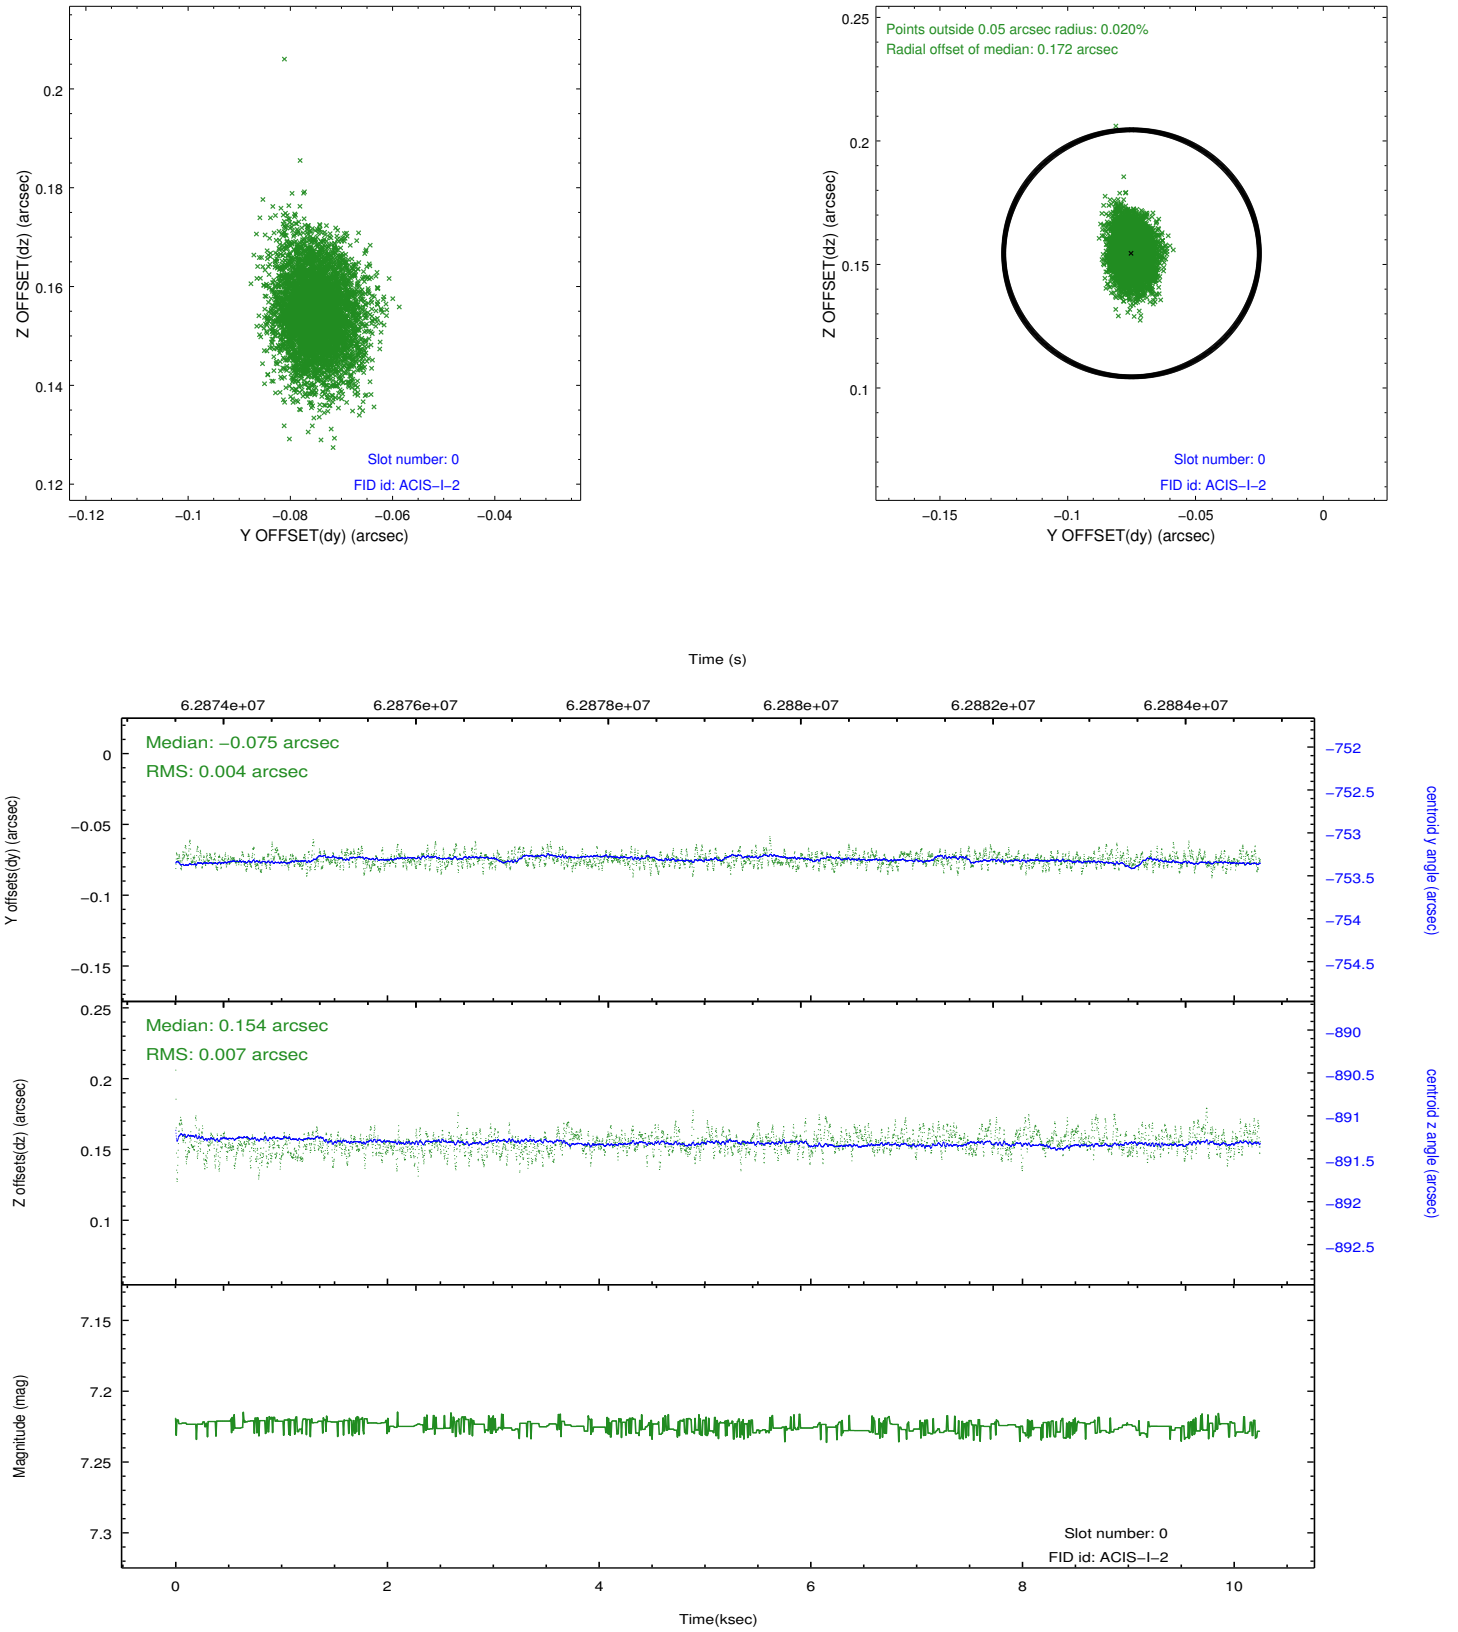 0.2
0.18
0.16
0.14
0.12
Z OFFSET(dz) (arcsec)
Slot number: 0
FID id: ACIS−I−2
−0.12
−0.1
−0.08
−0.06
−0.04
Y OFFSET(dy) (arcsec)
Points outside 0.05 arcsec radius: 0.020%
Radial offset of median: 0.172 arcsec
0.25
0.2
0.15
0.1
Z OFFSET(dz) (arcsec)
Slot number: 0
FID id: ACIS−I−2
−0.15
−0.1
−0.05
0
Y OFFSET(dy) (arcsec)
Time (s)
6.2874e+07
6.2876e+07
6.2878e+07
6.288e+07
6.2882e+07
6.2884e+07
Median: −0.075 arcsec
RMS: 0.004 arcsec
0
−0.05
−0.1
−0.15
Y offsets(dy) (arcsec)
−752
−752.5
−753
−753.5
−754
−754.5
centroid y angle (arcsec)
Median: 0.154 arcsec
RMS: 0.007 arcsec
0.25
0.2
0.15
0.1
Z offsets(dz) (arcsec)
−890
−890.5
−891
−891.5
−892
−892.5
centroid z angle (arcsec)
7.15
7.2
7.25
7.3
Magnitude (mag)
Slot number: 0
FID id: ACIS−I−2
0
2
4
6
8
10
Time(ksec)